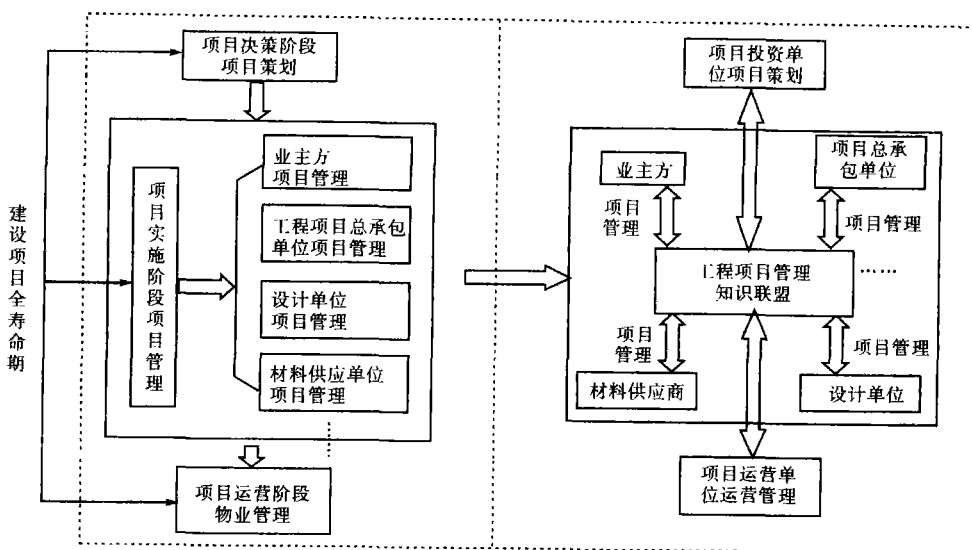 建设项目全寿命期
项目决策阶段
项目策划
项目实施阶段项目管理
业主方
项目管理
工程项目总承包
单位项目管理
设计单位
项目管理
材料供应单位
项目管理
项目运营阶段
物业管理
项目投资单
位项目策划
业主方
项目总承
包单位
项目
管理
项目管理
工程项目管理
知识联盟
……
项目
管理
项目管理
材料供应商
设计单位
项目运营单
位运营管理